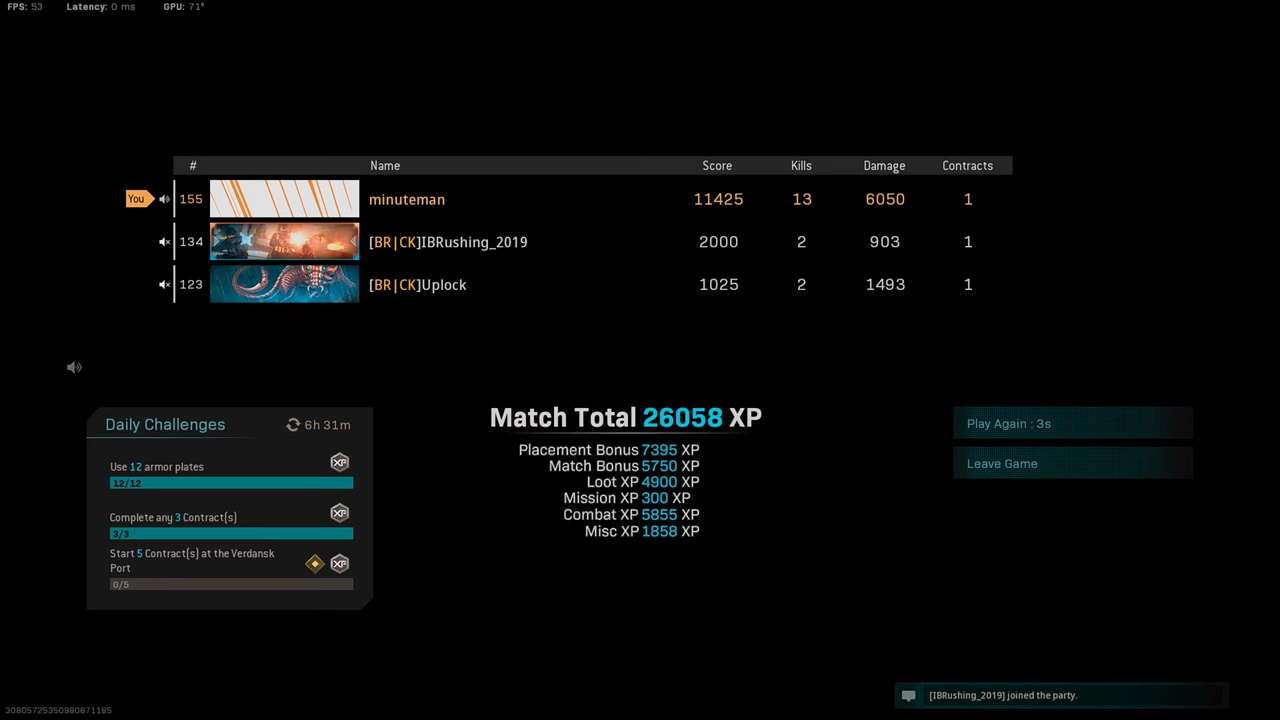 FPS: 53 Latency: 0 ms GPU: 71°
# Name Score Kills Damage Contracts
You 155 minuteman 11425 13 6050 1
134 [BR|CK]IBRushing_2019 2000 2 903 1
123 [BR|CK]Uplock 1025 2 1493 1
Daily Challenges 6h 31m
Use 12 armor plates XP
12/12
Complete any 3 Contract(s) XP
3/3
Start 5 Contract(s) at the Verdansk
Port XP
0/5
Match Total 26058 XP
Placement Bonus 7395 XP
Match Bonus 5750 XP
Loot XP 4900 XP
Mission XP 300 XP
Combat XP 5855 XP
Misc XP 1858 XP
Play Again : 3s
Leave Game
[IBRushing_2019] joined the party.
30805725350980671185